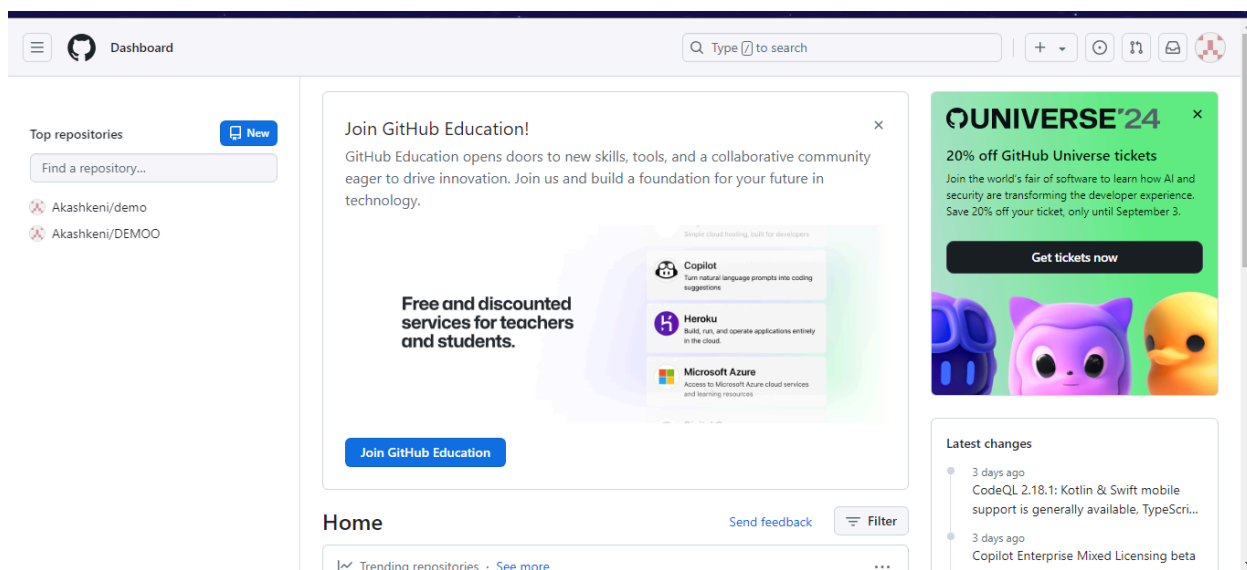 Dashboard
Type / to search
Top repositories
New
Find a repository...
Akashkeni/demo
Akashkeni/DEMOO
Join GitHub Education!
GitHub Education opens doors to new skills, tools, and a collaborative community
eager to drive innovation. Join us and build a foundation for your future in
technology.
Free and discounted
services for teachers
and students.
Simple cloud hosting, built for developers
Copilot
Turn natural language prompts into coding
suggestions
Heroku
Build, run, and operate applications entirely
in the cloud.
Microsoft Azure
Access to Microsoft Azure cloud services
and learning resources
Join GitHub Education
Home
Send feedback
Filter
Trending repositories · See more
UNIVERSE'24
20% off GitHub Universe tickets
Join the world's fair of software to learn how AI and
security are transforming the developer experience.
Save 20% off your ticket, only until September 3.
Get tickets now
Latest changes
3 days ago
CodeQL 2.18.1: Kotlin & Swift mobile
support is generally available, TypeScri...
3 days ago
Copilot Enterprise Mixed Licensing beta